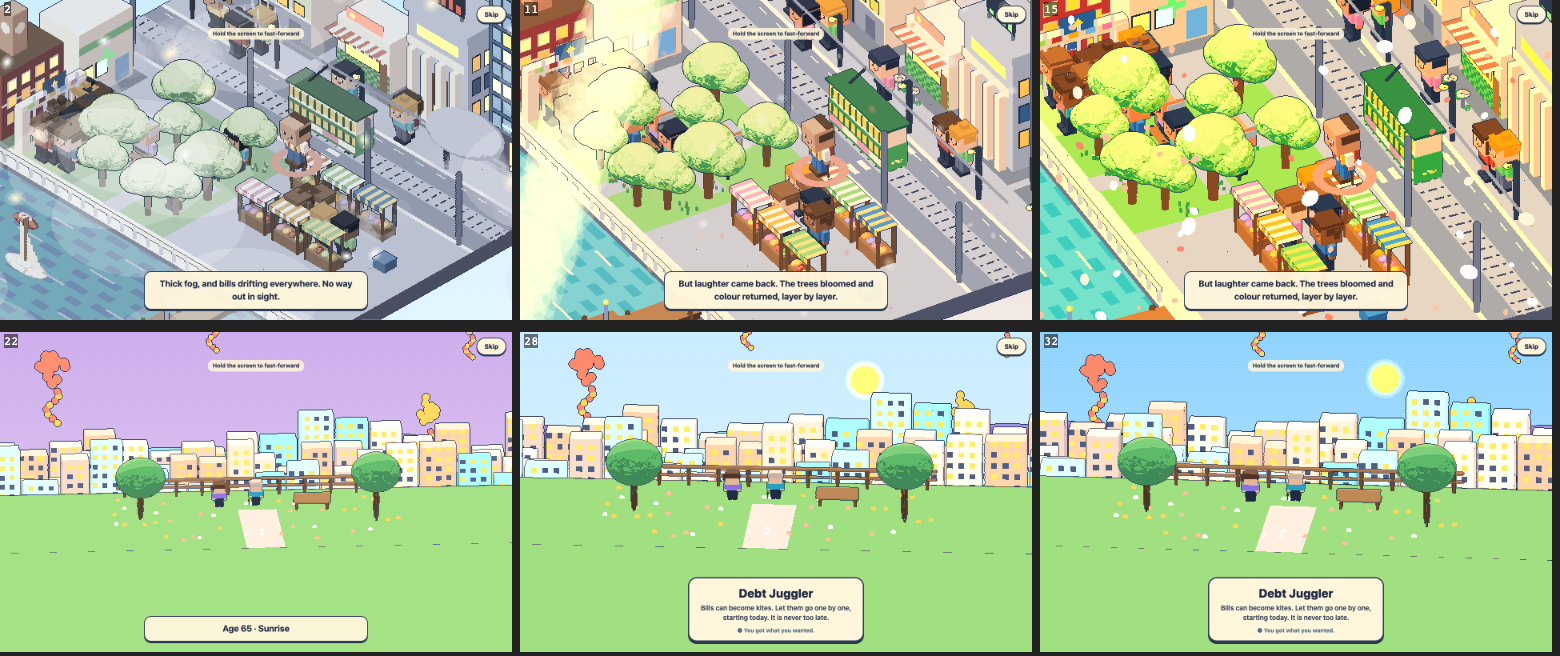 2
Skip
Hold the screen to fast-forward
Thick fog, and bills drifting everywhere. No way
out in sight.
11
Skip
Hold the screen to fast-forward
But laughter came back. The trees bloomed and
colour returned, layer by layer.
15
Skip
Hold the screen to fast-forward
But laughter came back. The trees bloomed and
colour returned, layer by layer.
22
Skip
Hold the screen to fast-forward
Age 65 · Sunrise
28
Skip
Hold the screen to fast-forward
Debt Juggler
Bills can become kites. Let them go one by one,
starting today. It is never too late.
You got what you wanted.
32
Skip
Hold the screen to fast-forward
Debt Juggler
Bills can become kites. Let them go one by one,
starting today. It is never too late.
You got what you wanted.